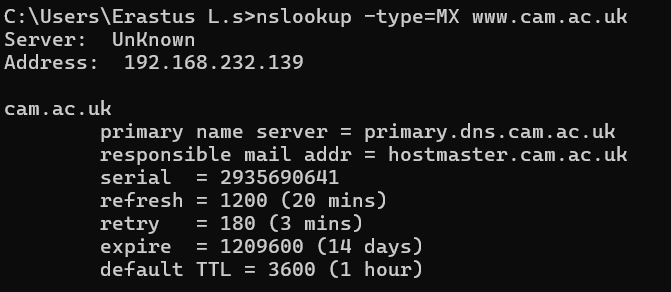 C:\Users\Erastus L.s>nslookup -type=MX www.cam.ac.uk
Server:  UnKnown
Address:  192.168.232.139

cam.ac.uk
        primary name server = primary.dns.cam.ac.uk
        responsible mail addr = hostmaster.cam.ac.uk
        serial  = 2935690641
        refresh = 1200 (20 mins)
        retry   = 180 (3 mins)
        expire  = 1209600 (14 days)
        default TTL = 3600 (1 hour)